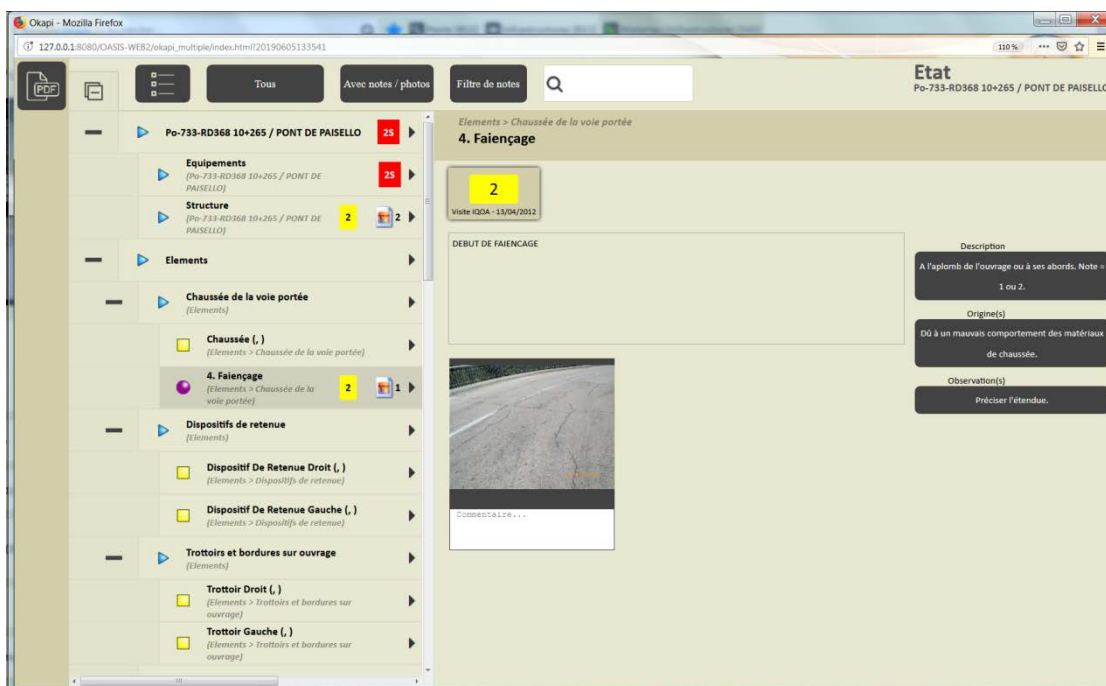 Okapi - Mozilla Firefox
127.0.0.1:8080/OASIS-WEB2/okapi_multiple/index.html?20190605133541
110 %
PDF
Tous
Avec notes / photos
Filtre de notes
Etat
Po-733-RD368 10+265 / PONT DE PAISELLO
Po-733-RD368 10+265 / PONT DE PAISELLO
2S
Equipements
(Po-733-RD368 10+265 / PONT DE
PAISELLO)
2S
Structure
(Po-733-RD368 10+265 / PONT DE
PAISELLO)
2
2
Elements
Chaussée de la voie portée
(Elements)
Chaussée (, )
(Elements > Chaussée de la voie portée)
4. Faiençage
(Elements > Chaussée de la
voie portée)
2
1
Dispositifs de retenue
(Elements)
Dispositif De Retenue Droit (, )
(Elements > Dispositifs de retenue)
Dispositif De Retenue Gauche (, )
(Elements > Dispositifs de retenue)
Trottoirs et bordures sur ouvrage
(Elements)
Trottoir Droit (, )
(Elements > Trottoirs et bordures sur
ouvrage)
Trottoir Gauche (, )
(Elements > Trottoirs et bordures sur
ouvrage)
Elements > Chaussée de la voie portée
4. Faiençage
2
Visite IQOA - 13/04/2012
DEBUT DE FAIENCAGE
Commentaire...
Description
A l'aplomb de l'ouvrage ou à ses abords. Note =
1 ou 2.
Origine(s)
Dû à un mauvais comportement des matériaux
de chaussée.
Observation(s)
Préciser l'étendue.